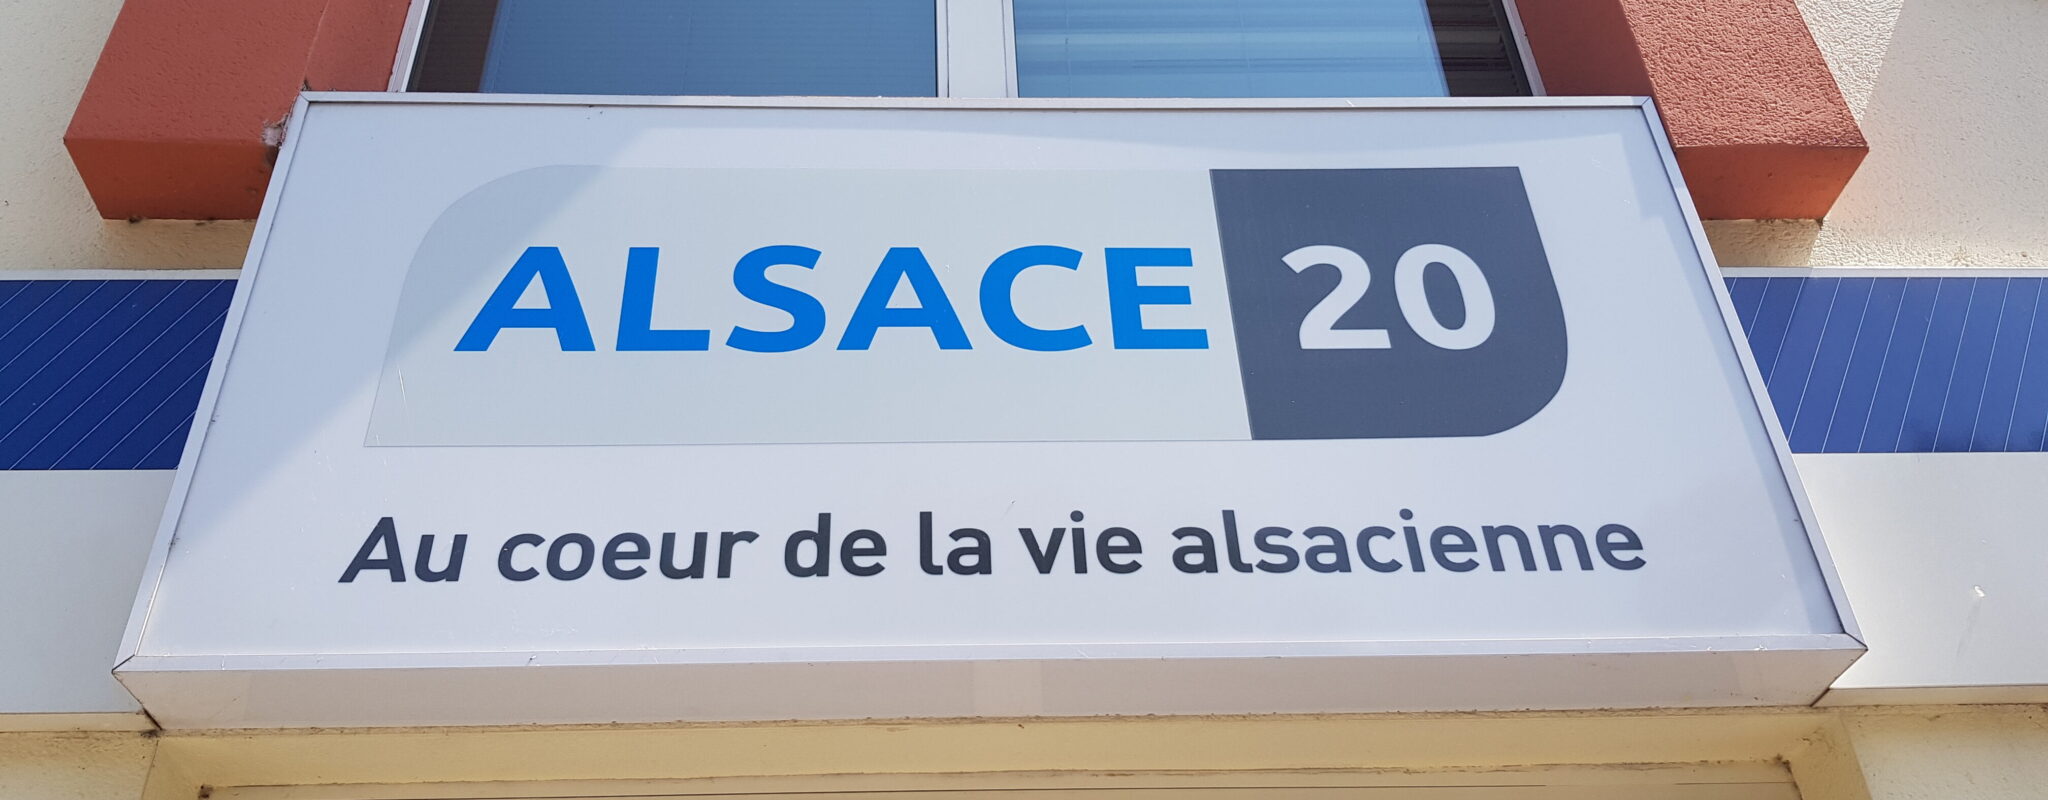 ALSACE 20
Au coeur de la vie alsacienne